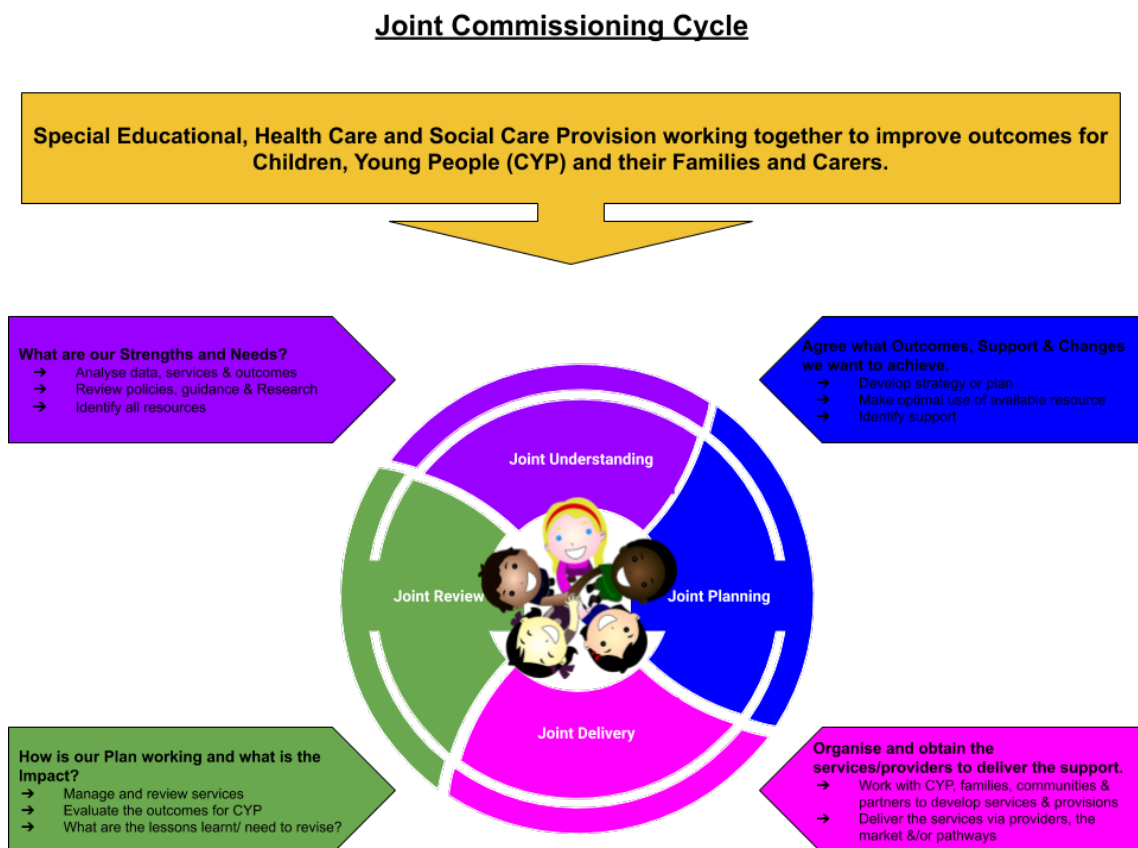 Joint Commissioning Cycle
Special Educational, Health Care and Social Care Provision working together to improve outcomes for
Children, Young People (CYP) and their Families and Carers.
What are our Strengths and Needs?
➔ Analyse data, services & outcomes
➔ Review policies, guidance & Research
➔ Identify all resources
Agree what Outcomes, Support & Changes
we want to achieve.
➔ Develop strategy or plan
➔ Make optimal use of available resource
➔ Identify support
Joint Understanding
Joint Review
Joint Planning
Joint Delivery
How is our Plan working and what is the
Impact?
➔ Manage and review services
➔ Evaluate the outcomes for CYP
➔ What are the lessons learnt/ need to revise?
Organise and obtain the
services/providers to deliver the support.
➔ Work with CYP, families, communities &
partners to develop services & provisions
➔ Deliver the services via providers, the
market &/or pathways